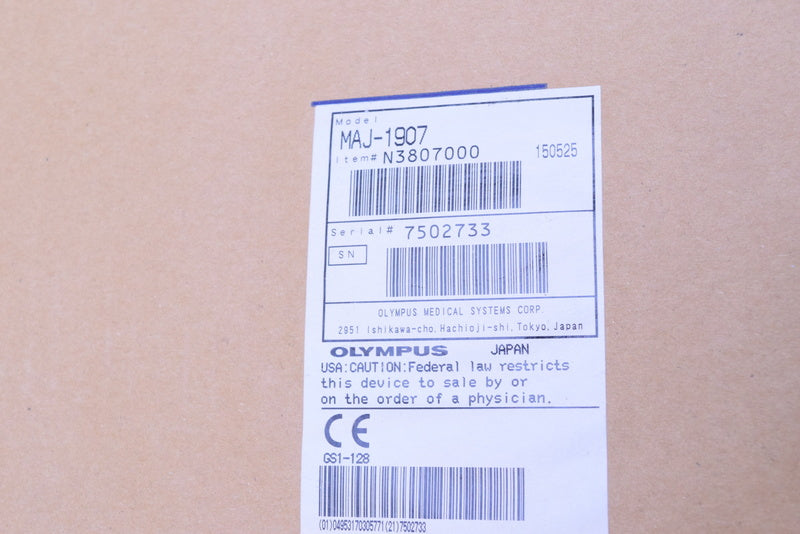 Model
MAJ-1907
Item# N3807000 150525
Serial# 7502733
SN
OLYMPUS MEDICAL SYSTEMS CORP.
2951 Ishikawa-cho, Hachioji-shi, Tokyo, Japan
OLYMPUS JAPAN
USA:CAUTION:Federal law restricts
this device to sale by or
on the order of a physician.
CE
GS1-128
(01)04953170305771(21)7502733